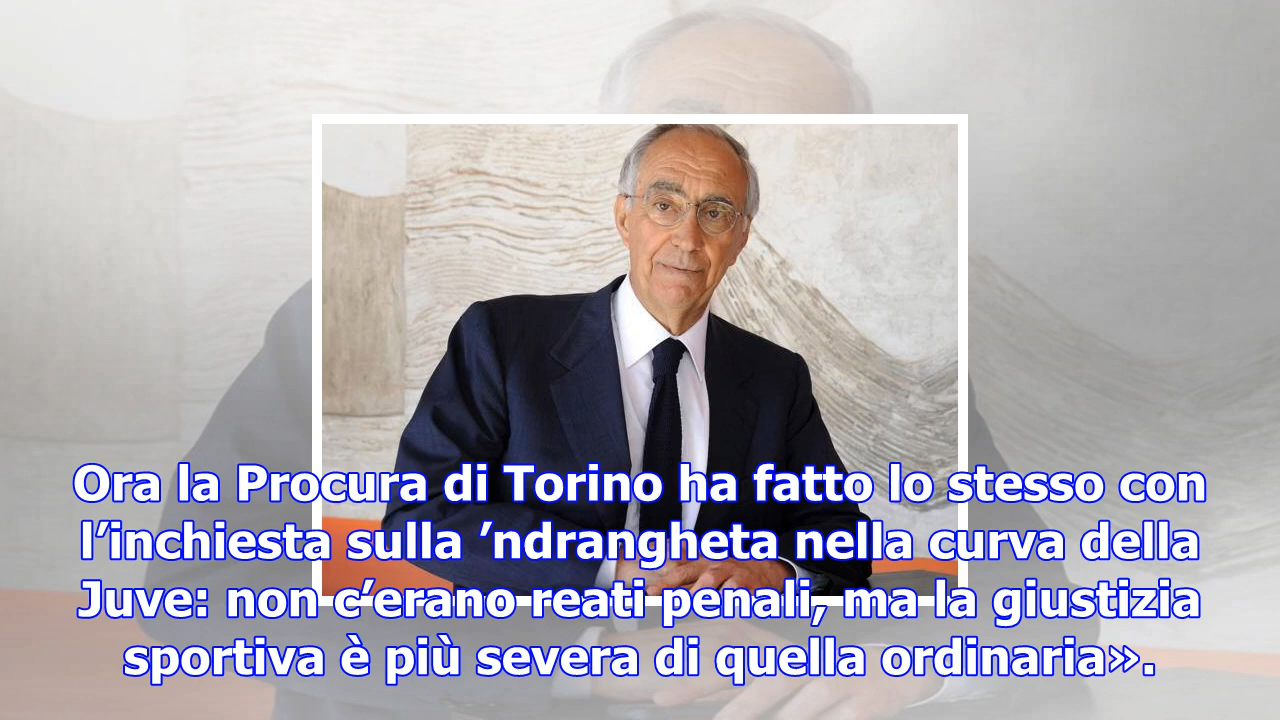 Ora la Procura di Torino ha fatto lo stesso con
l’inchiesta sulla ’ndrangheta nella curva della
Juve: non c’erano reati penali, ma la giustizia
sportiva è più severa di quella ordinaria».